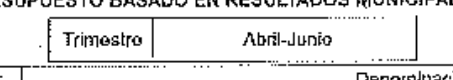 SUPUESTO BASADO EN RESULTADOS MUNICIPAL
Trimestre Abril-Junio